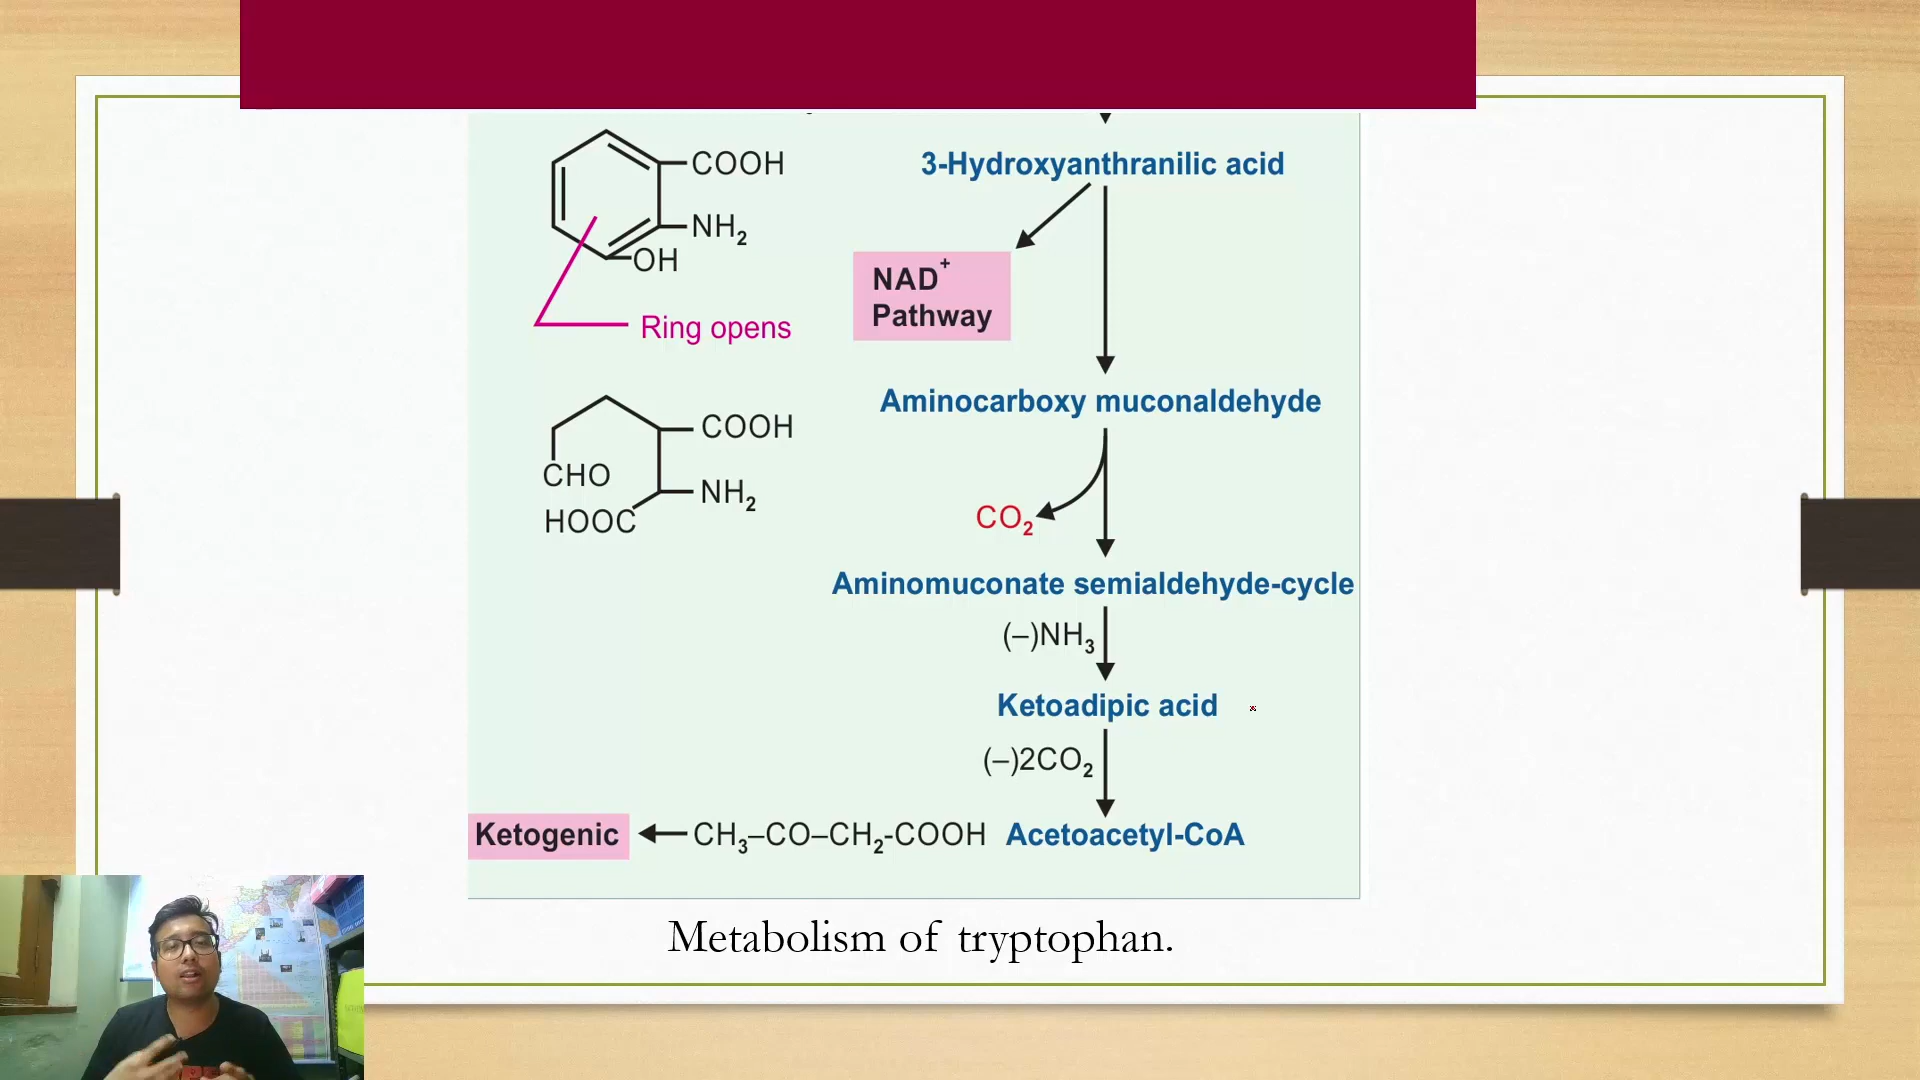 COOH
3-Hydroxyanthranilic acid
NH2
OH
NAD+
Pathway
Ring opens
Aminocarboxy muconaldehyde
COOH
CHO
NH2
HOOC
CO2
Aminomuconate semialdehyde-cycle
(–)NH3
Ketoadipic acid
(–)2CO2
Ketogenic CH3–CO–CH2-COOH Acetoacetyl-CoA
Metabolism of tryptophan.